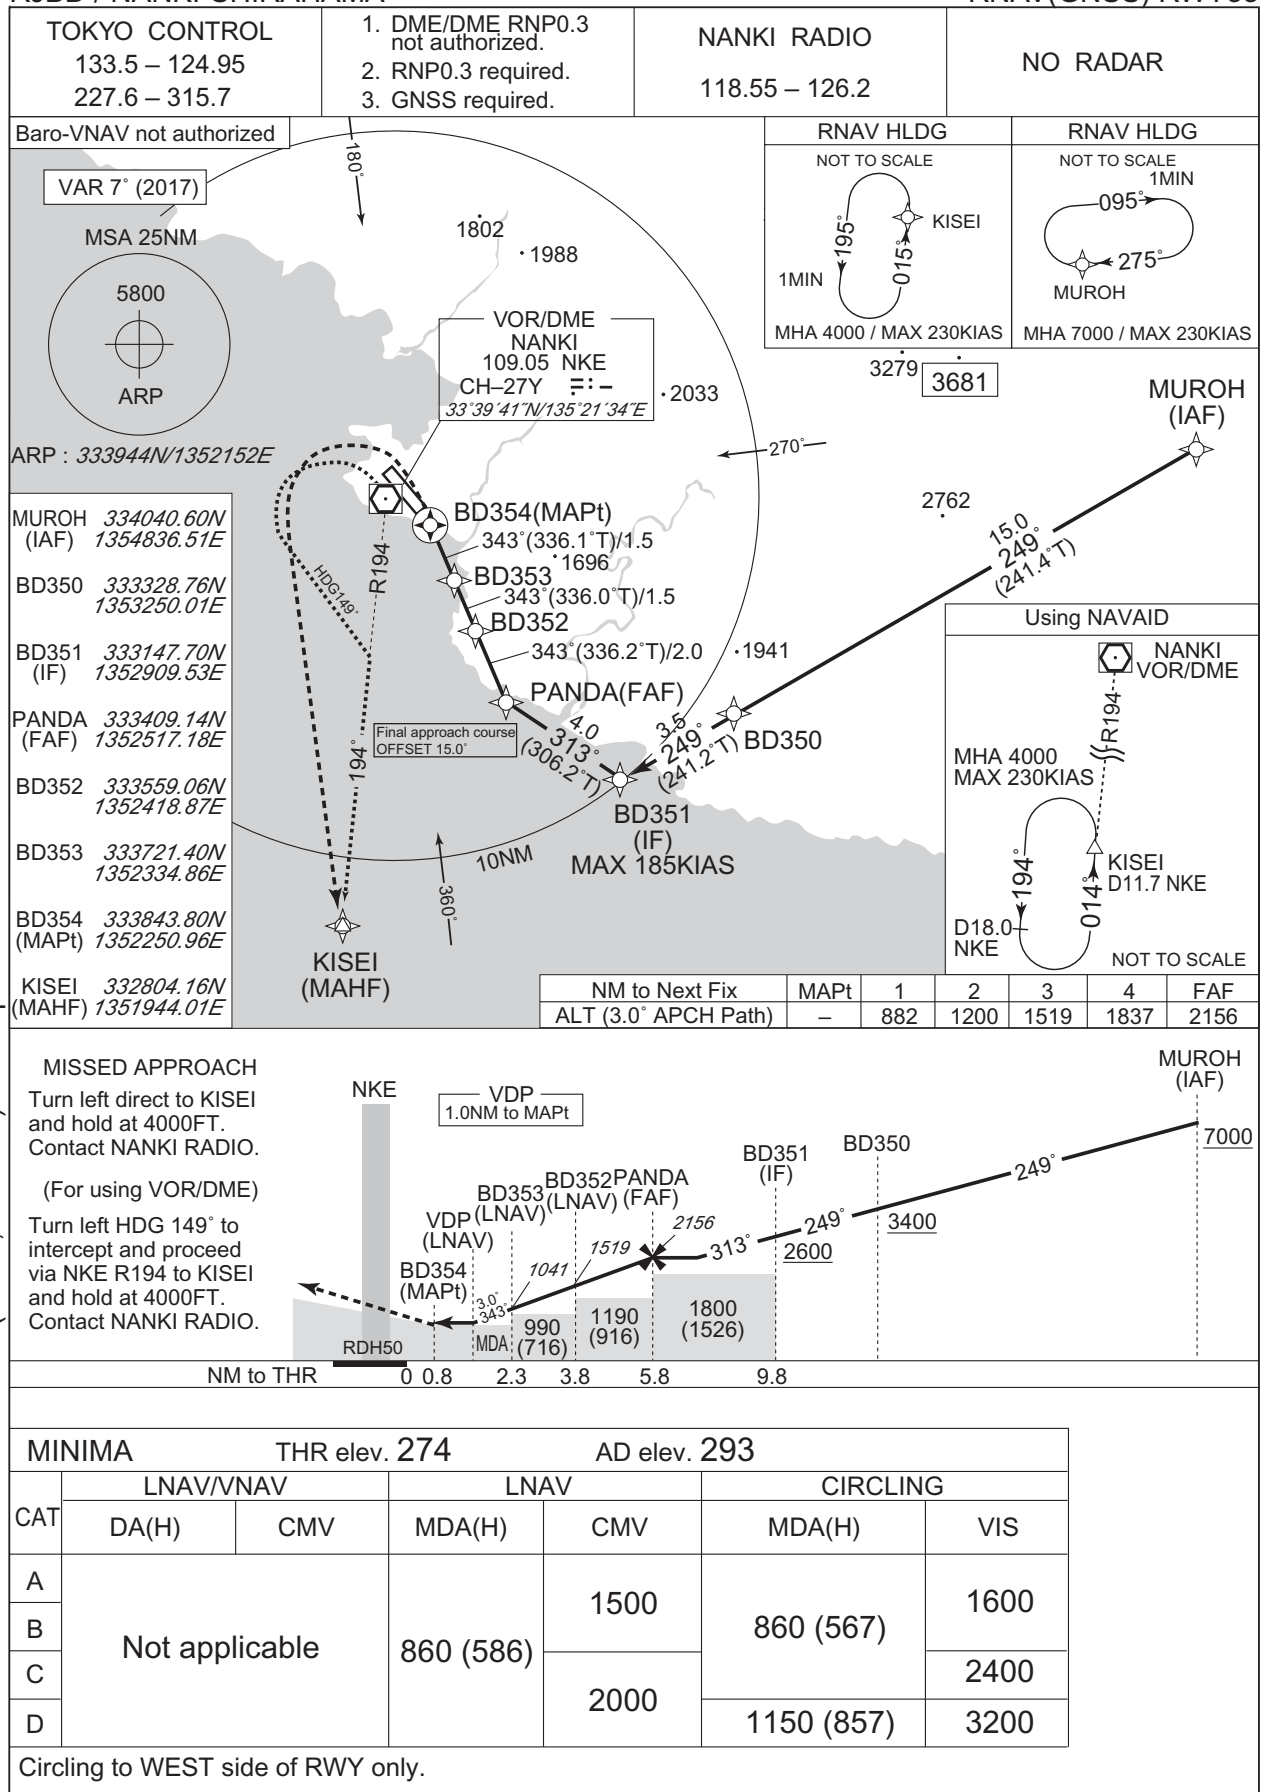 TOKYO CONTROL
133.5 – 124.95
227.6 – 315.7
1. DME/DME RNP0.3
not authorized.
2. RNP0.3 required.
3. GNSS required.
NANKI RADIO
118.55 – 126.2
NO RADAR
Baro-VNAV not authorized
VAR 7° (2017)
MSA 25NM
5800
ARP
ARP : 333944N/1352152E
180°
1802
1988
VOR/DME
NANKI
109.05 NKE
CH–27Y
33°39´41˝N/135°21´34˝E
2033
RNAV HLDG
NOT TO SCALE
195°
015°
KISEI
1MIN
MHA 4000 / MAX 230KIAS
RNAV HLDG
NOT TO SCALE
1MIN
095°
275°
MUROH
MHA 7000 / MAX 230KIAS
3279
3681
MUROH
(IAF)
270°
2762
15.0
249°
(241.4°T)
MUROH 334040.60N
(IAF) 1354836.51E
BD350 333328.76N
1353250.01E
BD351 333147.70N
(IF) 1352909.53E
PANDA 333409.14N
(FAF) 1352517.18E
BD352 333559.06N
1352418.87E
BD353 333721.40N
1352334.86E
BD354 333843.80N
(MAPt) 1352250.96E
KISEI 332804.16N
(MAHF) 1351944.01E
BD354(MAPt)
343°(336.1°T)/1.5
1696
BD353
343°(336.0°T)/1.5
BD352
343°(336.2°T)/2.0
1941
PANDA(FAF)
HDG149°
R194
194°
Final approach course
OFFSET 15.0°
4.0
313°
(306.2°T)
3.5
249°
(241.2°T)
BD350
BD351
(IF)
MAX 185KIAS
10NM
360°
KISEI
(MAHF)
Using NAVAID
NANKI
VOR/DME
R194
MHA 4000
MAX 230KIAS
194°
014°
KISEI
D11.7 NKE
D18.0
NKE
NOT TO SCALE
NM to Next Fix MAPt 1 2 3 4 FAF
ALT (3.0° APCH Path) – 882 1200 1519 1837 2156
MISSED APPROACH
Turn left direct to KISEI
and hold at 4000FT.
Contact NANKI RADIO.
(For using VOR/DME)
Turn left HDG 149° to
intercept and proceed
via NKE R194 to KISEI
and hold at 4000FT.
Contact NANKI RADIO.
NKE
VDP
1.0NM to MAPt
MUROH
(IAF)
7000
BD350
249°
BD351
(IF)
3400
249°
2600
313°
PANDA
(FAF)
2156
BD352
(LNAV)
1519
BD353
(LNAV)
1041
VDP
(LNAV)
BD354
(MAPt)
3.0°
343°
MDA
990
(716)
1190
(916)
1800
(1526)
RDH50
NM to THR 0 0.8 2.3 3.8 5.8 9.8
MINIMA THR elev. 274 AD elev. 293
CAT LNAV/VNAV LNAV CIRCLING
DA(H) CMV MDA(H) CMV MDA(H) VIS
A
B
C
D
Not applicable
860 (586)
1500
2000
860 (567)
1150 (857)
1600
2400
3200
Circling to WEST side of RWY only.